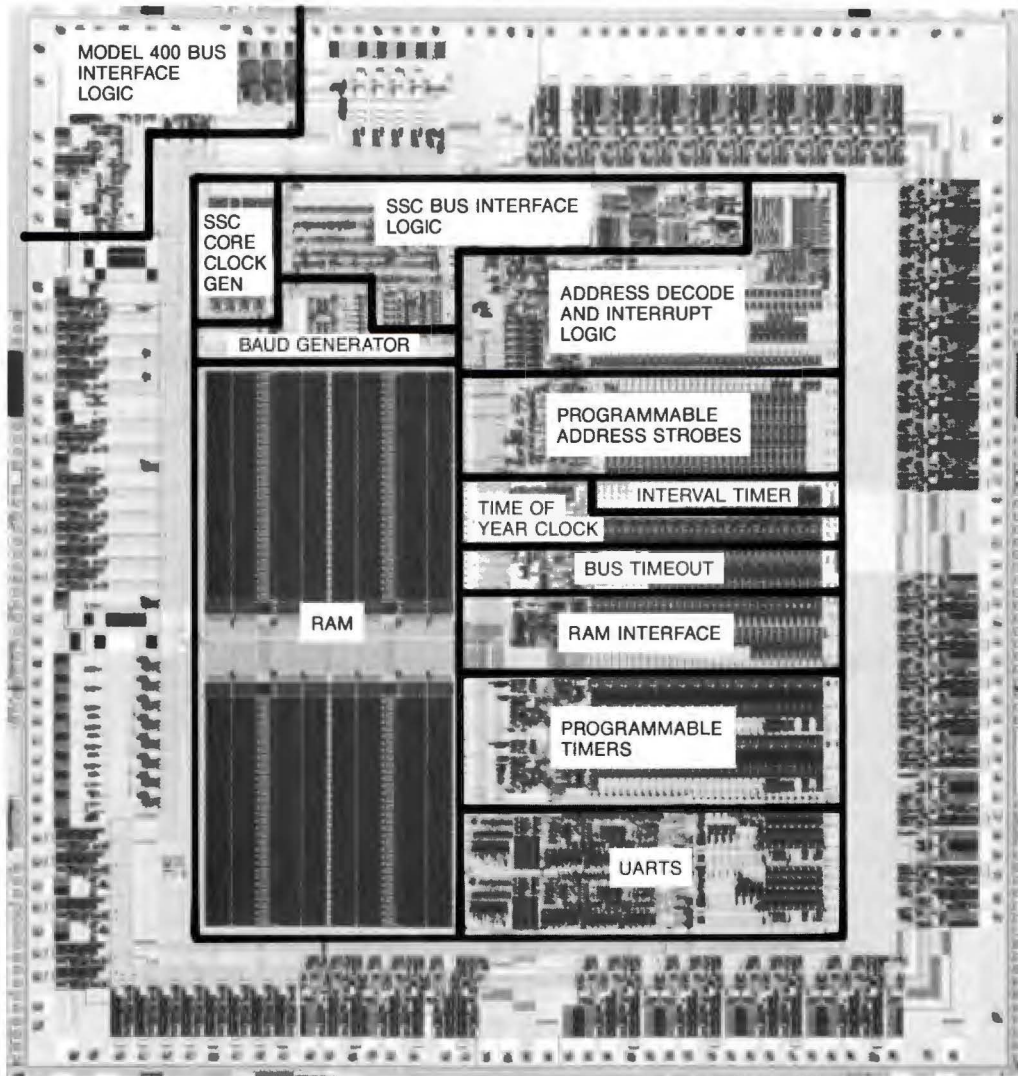 MODEL 400 BUS
INTERFACE
LOGIC
SSC
CORE
CLOCK
GEN
SSC BUS INTERFACE
LOGIC
ADDRESS DECODE
AND INTERRUPT
LOGIC
BAUD GENERATOR
PROGRAMMABLE
ADDRESS STROBES
INTERVAL TIMER
TIME OF
YEAR CLOCK
BUS TIMEOUT
RAM
RAM INTERFACE
PROGRAMMABLE
TIMERS
UARTS